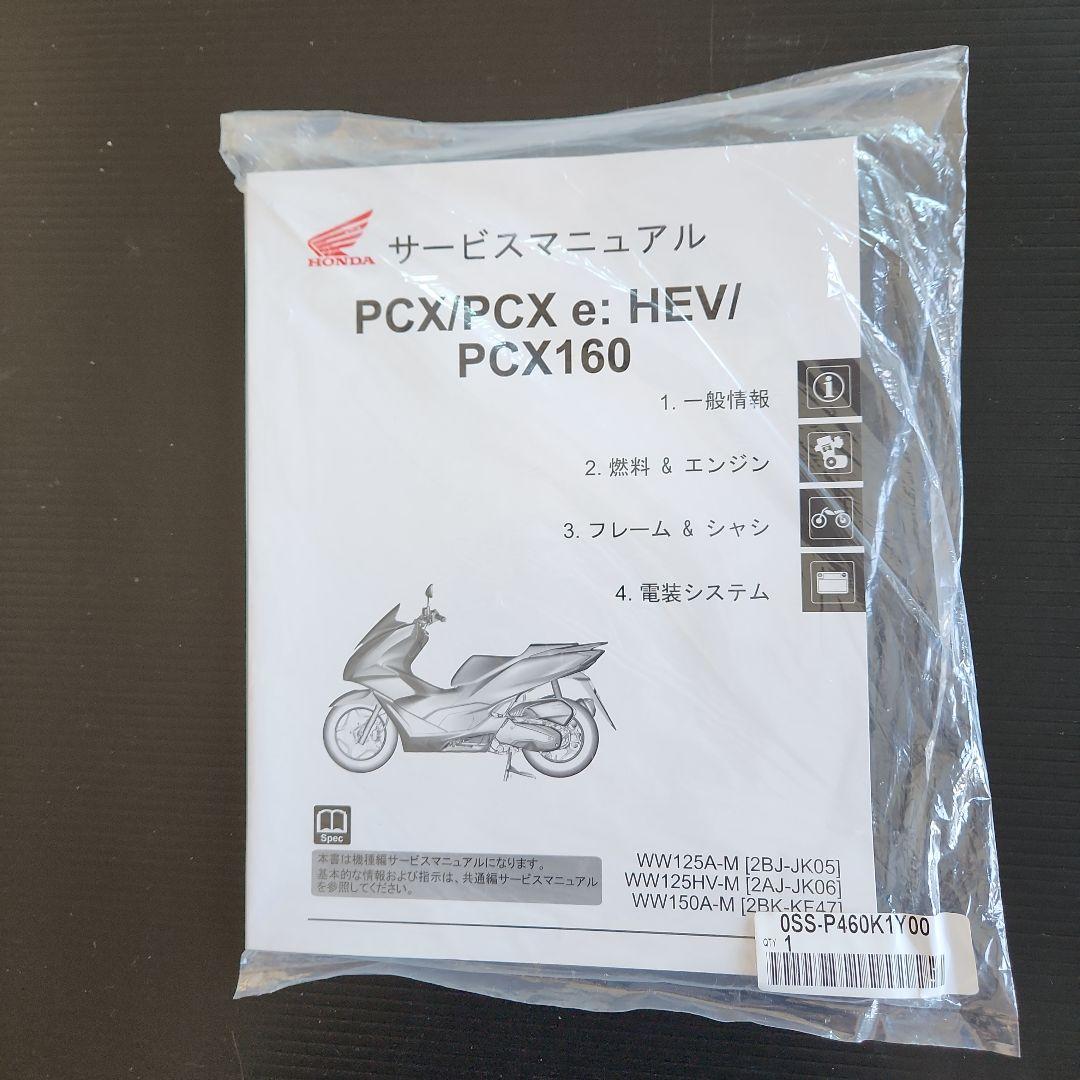 HONDA
サービスマニュアル
PCX/PCX e: HEV/
PCX160
1. 一般情報
2. 燃料 & エンジン
3. フレーム & シャシ
4. 電装システム
Spec
本書は機種編サービスマニュアルになります。
基本的な情報および指示は、共通編サービスマニュアル
を参照してください。
WW125A-M [2BJ-JK05]
WW125HV-M [2AJ-JK06]
WW150A-M [2BK-KF47]
0SS-P460K1Y00
QTY 1